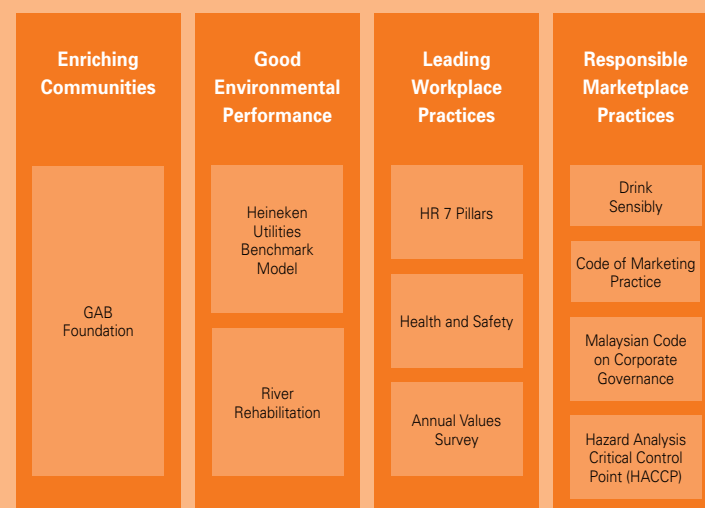 Enriching
Communities
GAB
Foundation
Good
Environmental
Performance
Heineken
Utilities
Benchmark
Model
River
Rehabilitation
Leading
Workplace
Practices
HR 7 Pillars
Health and Safety
Annual Values
Survey
Responsible
Marketplace
Practices
Drink
Sensibly
Code of Marketing
Practice
Malaysian Code
on Corporate
Governance
Hazard Analysis
Critical Control
Point (HACCP)